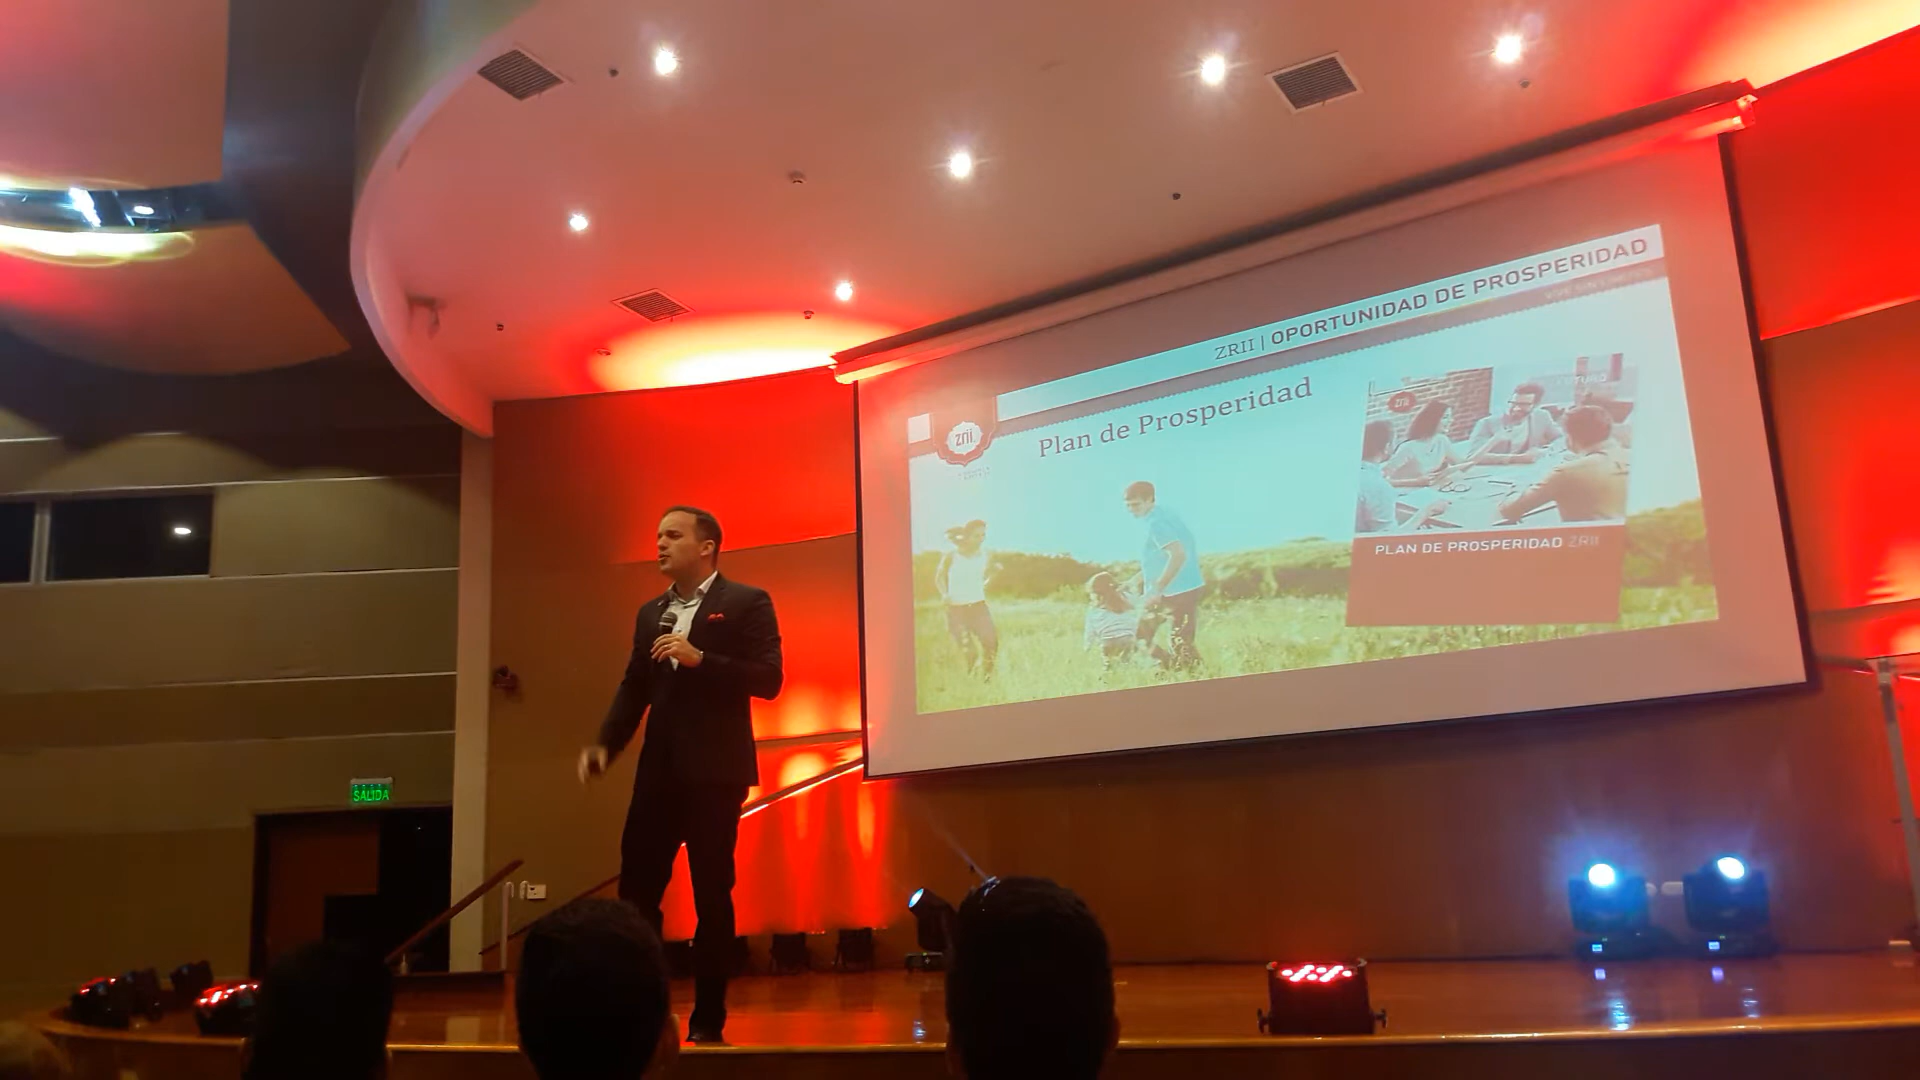 ZRII | OPORTUNIDAD DE PROSPERIDAD
zrii
Plan de Prosperidad
zrii
PLAN DE PROSPERIDAD ZRII
SALIDA